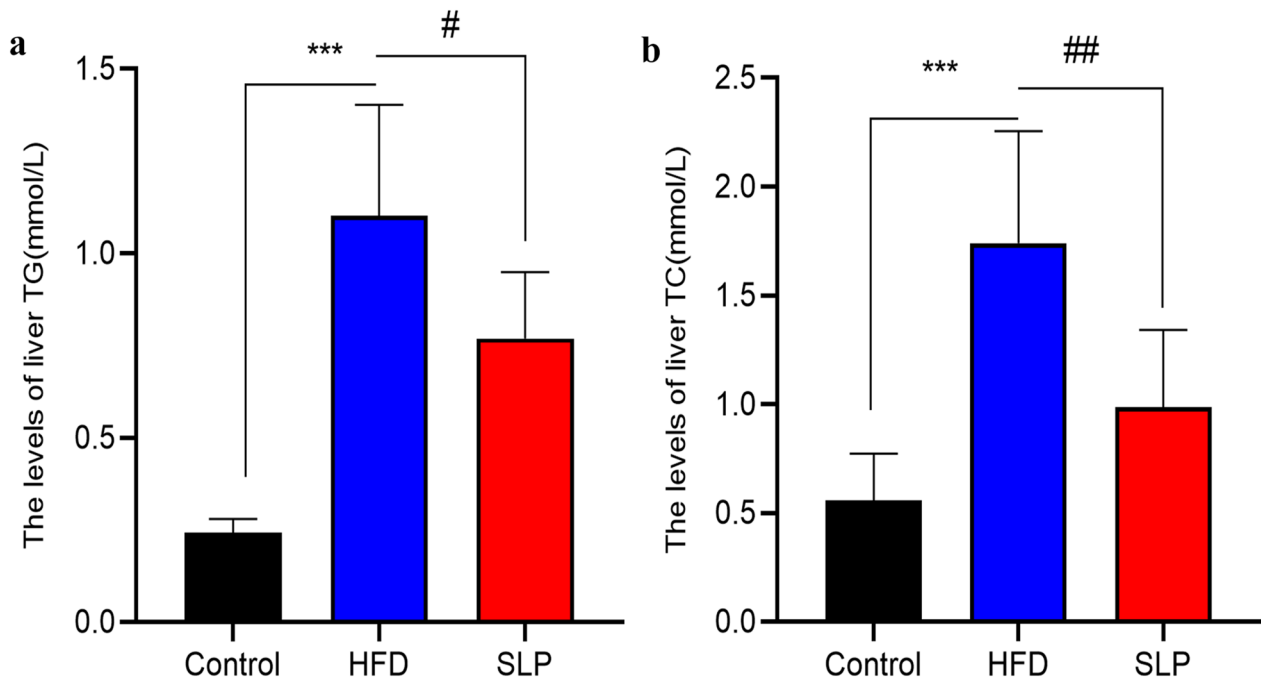 a
***
#
The levels of liver TG(mmol/L)
1.5
1.0
0.5
0.0
Control HFD SLP
b
***
##
The levels of liver TC(mmol/L)
2.5
2.0
1.5
1.0
0.5
0.0
Control HFD SLP